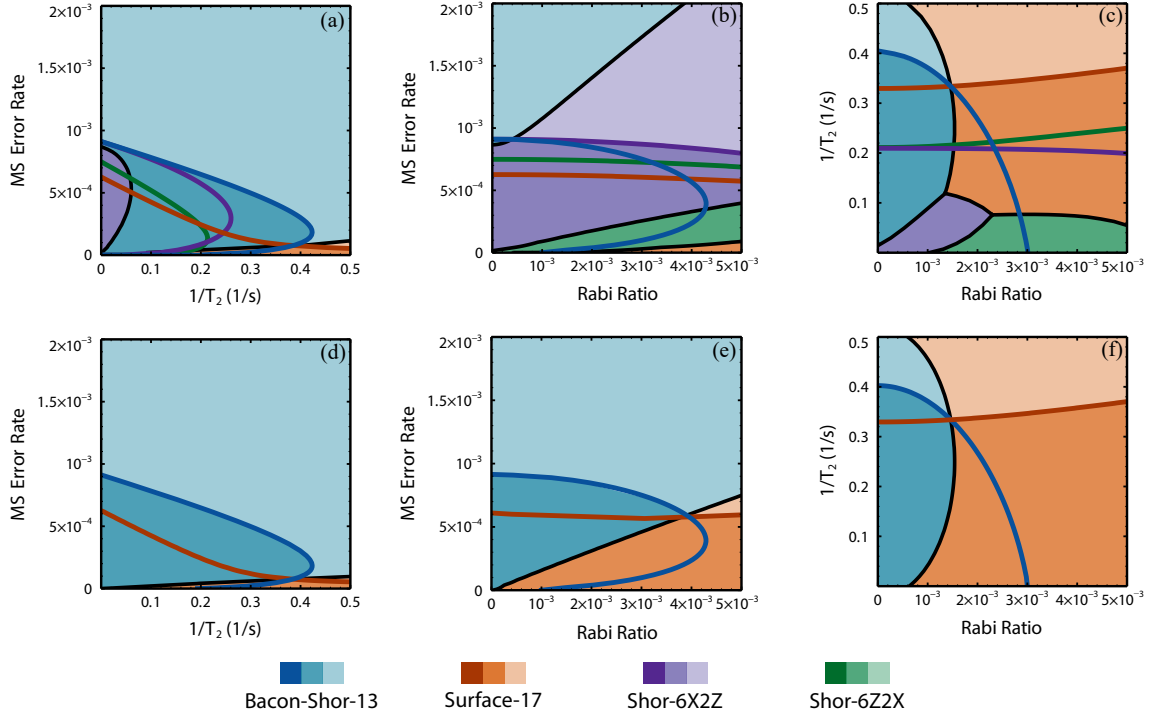 (a)
MS Error Rate
2×10⁻³
1.5×10⁻³
10⁻³
5×10⁻⁴
0
0 0.1 0.2 0.3 0.4 0.5
1/T₂ (1/s)
(b)
MS Error Rate
2×10⁻³
1.5×10⁻³
10⁻³
5×10⁻⁴
0
0 10⁻³ 2×10⁻³ 3×10⁻³ 4×10⁻³ 5×10⁻³
Rabi Ratio
(c)
1/T₂ (1/s)
0.5
0.4
0.3
0.2
0.1
0 10⁻³ 2×10⁻³ 3×10⁻³ 4×10⁻³ 5×10⁻³
Rabi Ratio
(d)
MS Error Rate
2×10⁻³
10⁻³
5×10⁻⁴
0
0.1 0.2 0.3 0.4 0.5
1/T₂ (1/s)
(e)
MS Error Rate
2×10⁻³
1.5×10⁻³
10⁻³
5×10⁻⁴
0
0 10⁻³ 2×10⁻³ 3×10⁻³ 4×10⁻³ 5×10⁻³
Rabi Ratio
(f)
1/T₂ (1/s)
0.5
0.4
0.3
0.2
0.1
0 10⁻³ 2×10⁻³ 3×10⁻³ 4×10⁻³ 5×10⁻³
Rabi Ratio
Bacon-Shor-13
Surface-17
Shor-6X2Z
Shor-6Z2X